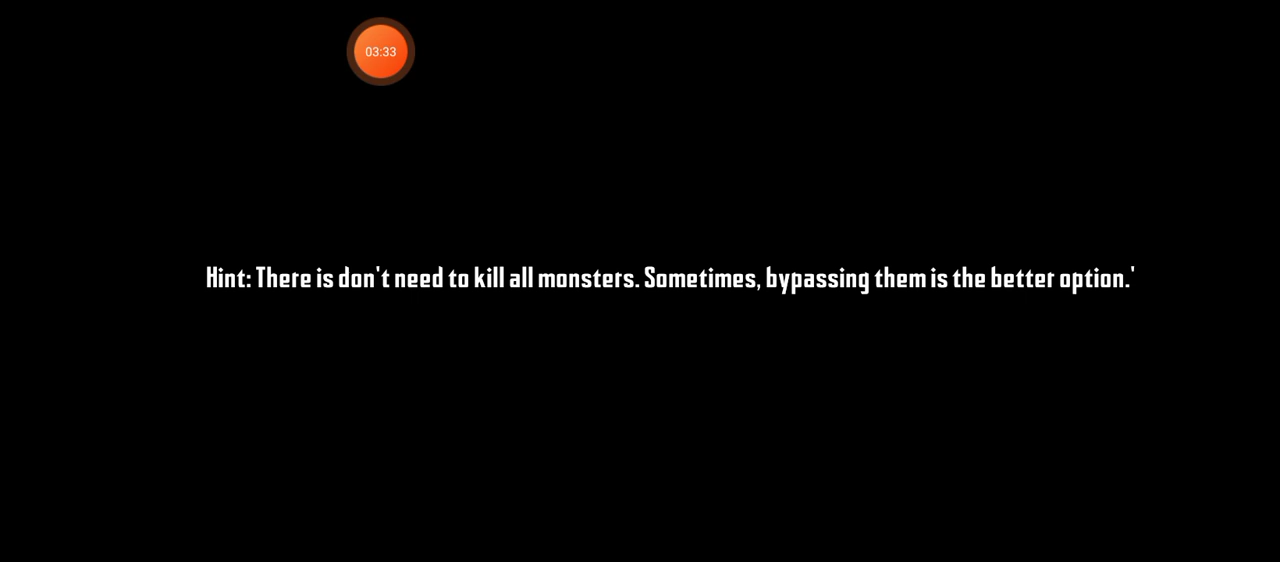 03:33
Hint: There is don't need to kill all monsters. Sometimes, bypassing them is the better option.'